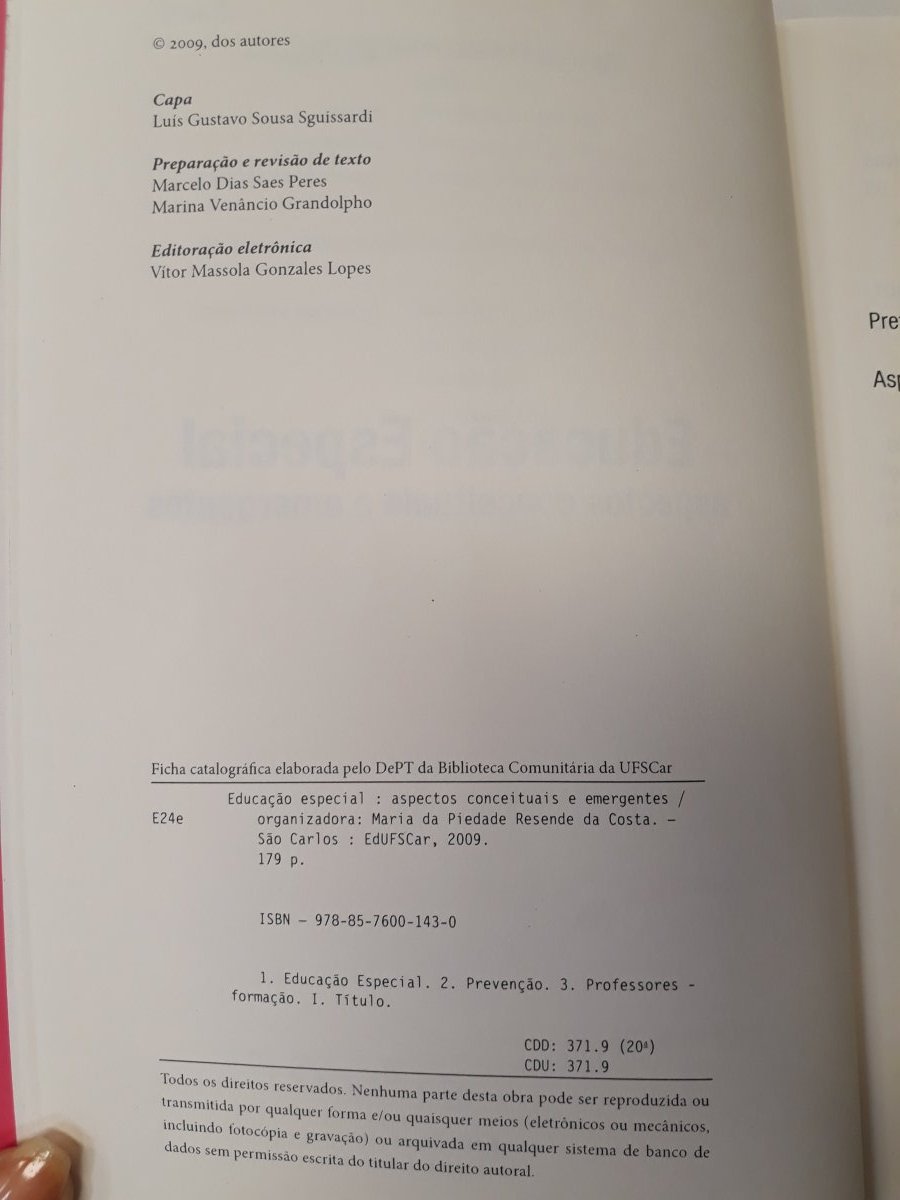 © 2009, dos autores
Capa
Luís Gustavo Sousa Sguissardi
Preparação e revisão de texto
Marcelo Dias Saes Peres
Marina Venâncio Grandolpho
Editoração eletrônica
Vítor Massola Gonzales Lopes
Educação Especial
aspectos conceituais e emergentes
Ficha catalográfica elaborada pelo DePT da Biblioteca Comunitária da UFSCar
Educação especial : aspectos conceituais e emergentes /
E24e organizadora: Maria da Piedade Resende da Costa. –
São Carlos : EdUFSCar, 2009.
179 p.
ISBN – 978-85-7600-143-0
1. Educação Especial. 2. Prevenção. 3. Professores -
formação. I. Título.
CDD: 371.9 (20ª)
CDU: 371.9
Todos os direitos reservados. Nenhuma parte desta obra pode ser reproduzida ou
transmitida por qualquer forma e/ou quaisquer meios (eletrônicos ou mecânicos,
incluindo fotocópia e gravação) ou arquivada em qualquer sistema de banco de
dados sem permissão escrita do titular do direito autoral.